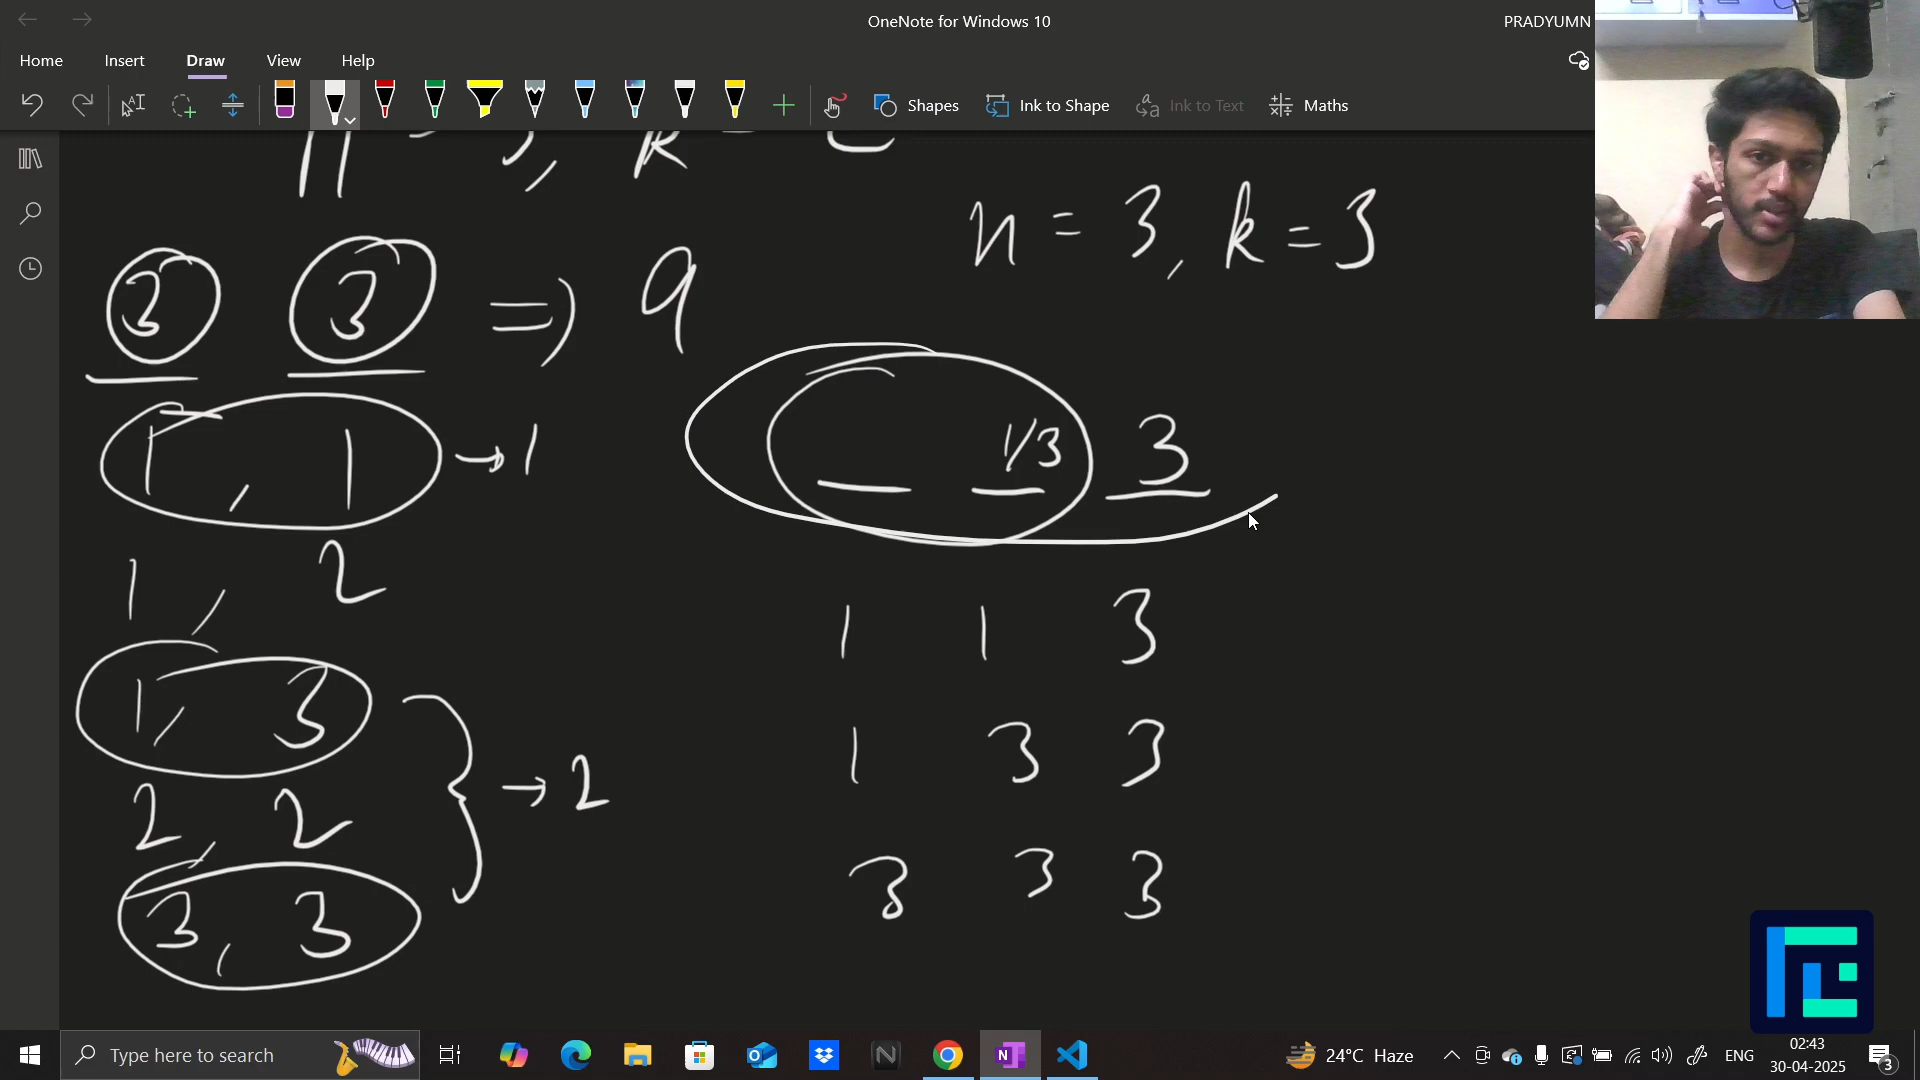 OneNote for Windows 10
PRADYUMN
Home Insert Draw View Help
Shapes Ink to Shape Ink to Text Maths
n = 3, k = 3
3 3 => 9
1, 1 → 1
1/3 3
1, 2
1 1 3
1, 3
1 3 3
2, 2 → 2
3, 3
3 3 3
Type here to search
24°C Haze
ENG
02:43
30-04-2025
3